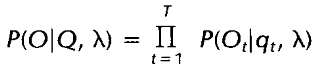 P(O|Q, λ) = ∏_{t = 1}^{T} P(O_t|q_t, λ)